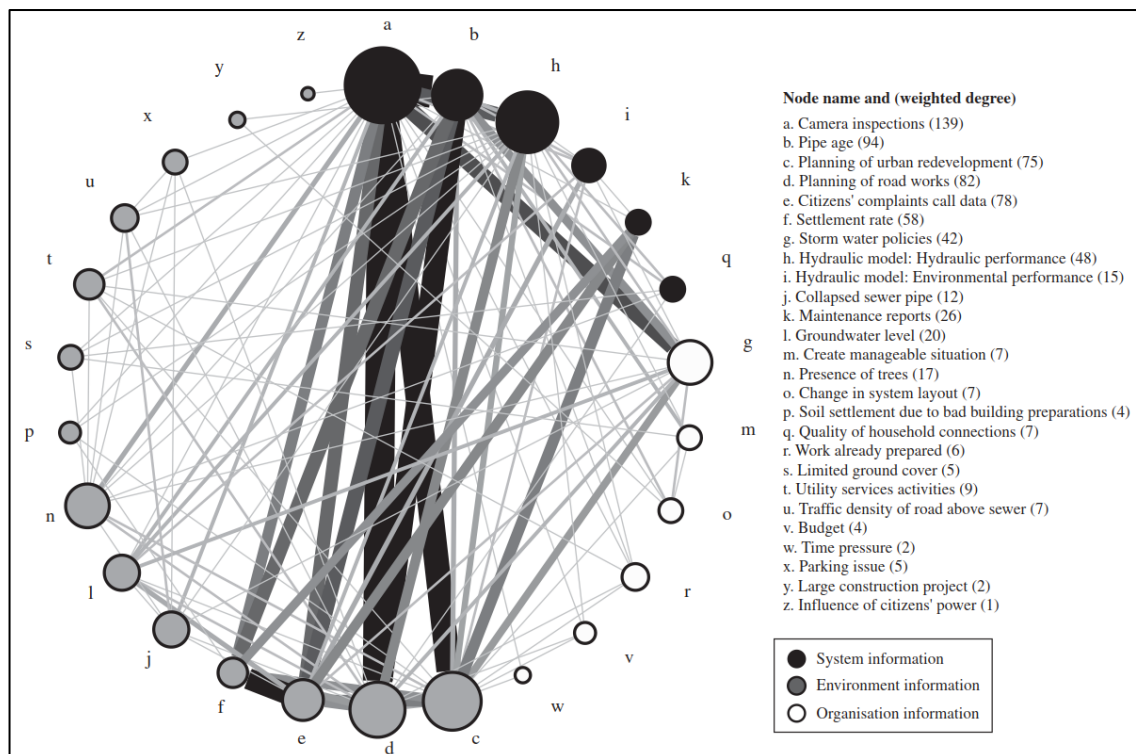 a
b
z
h
y
i
x
k
u
q
t
g
s
m
p
o
n
r
l
v
j
w
f
c
e
d
Node name and (weighted degree)
a. Camera inspections (139)
b. Pipe age (94)
c. Planning of urban redevelopment (75)
d. Planning of road works (82)
e. Citizens' complaints call data (78)
f. Settlement rate (58)
g. Storm water policies (42)
h. Hydraulic model: Hydraulic performance (48)
i. Hydraulic model: Environmental performance (15)
j. Collapsed sewer pipe (12)
k. Maintenance reports (26)
l. Groundwater level (20)
m. Create manageable situation (7)
n. Presence of trees (17)
o. Change in system layout (7)
p. Soil settlement due to bad building preparations (4)
q. Quality of household connections (7)
r. Work already prepared (6)
s. Limited ground cover (5)
t. Utility services activities (9)
u. Traffic density of road above sewer (7)
v. Budget (4)
w. Time pressure (2)
x. Parking issue (5)
y. Large construction project (2)
z. Influence of citizens' power (1)
System information
Environment information
Organisation information